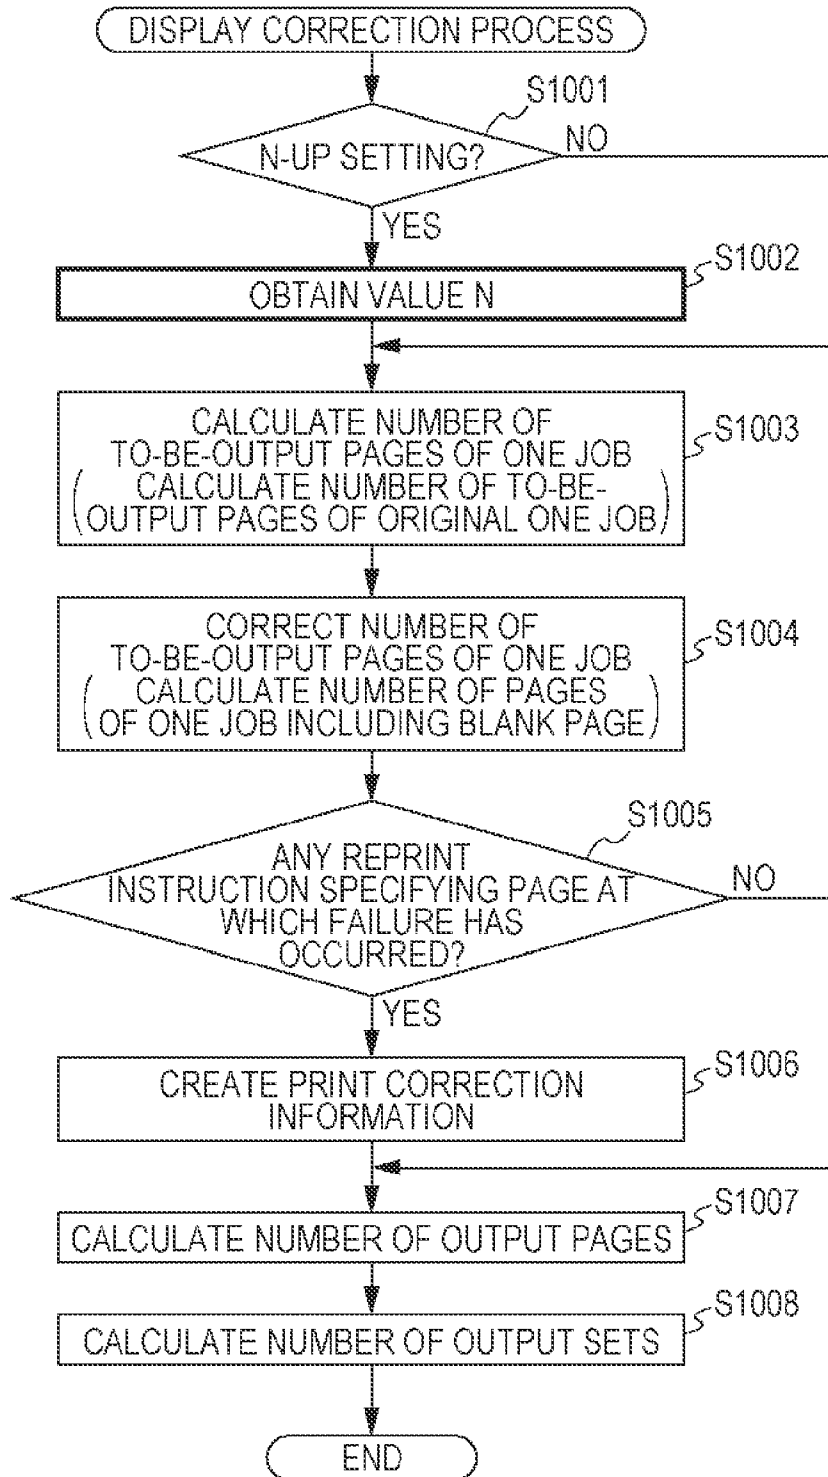 DISPLAY CORRECTION PROCESS
S1001
N-UP SETTING?
NO
YES
S1002
OBTAIN VALUE N
S1003
CALCULATE NUMBER OF
TO-BE-OUTPUT PAGES OF ONE JOB
(CALCULATE NUMBER OF TO-BE-
OUTPUT PAGES OF ORIGINAL ONE JOB)
S1004
CORRECT NUMBER OF
TO-BE-OUTPUT PAGES OF ONE JOB
(CALCULATE NUMBER OF PAGES
OF ONE JOB INCLUDING BLANK PAGE)
S1005
ANY REPRINT
INSTRUCTION SPECIFYING PAGE AT
WHICH FAILURE HAS
OCCURRED?
NO
YES
S1006
CREATE PRINT CORRECTION
INFORMATION
S1007
CALCULATE NUMBER OF OUTPUT PAGES
S1008
CALCULATE NUMBER OF OUTPUT SETS
END